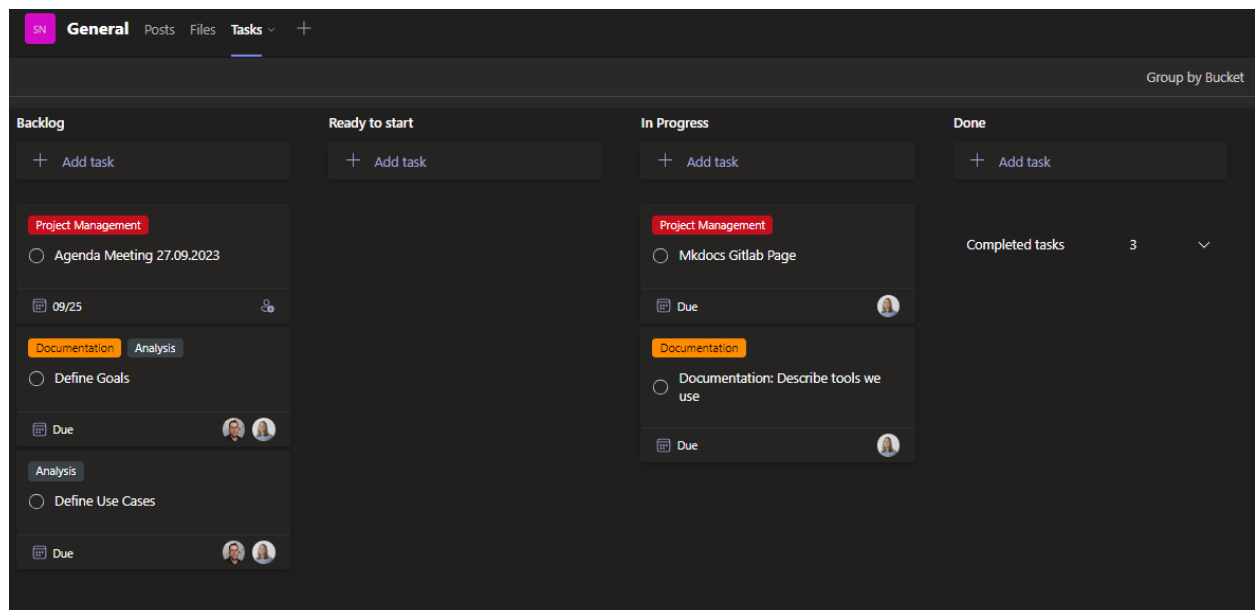 SN General Posts Files Tasks
Group by Bucket
Backlog
Add task
Project Management
Agenda Meeting 27.09.2023
09/25
Documentation Analysis
Define Goals
Due
Analysis
Define Use Cases
Due
Ready to start
Add task
In Progress
Add task
Project Management
Mkdocs Gitlab Page
Due
Documentation
Documentation: Describe tools we
use
Due
Done
Add task
Completed tasks 3